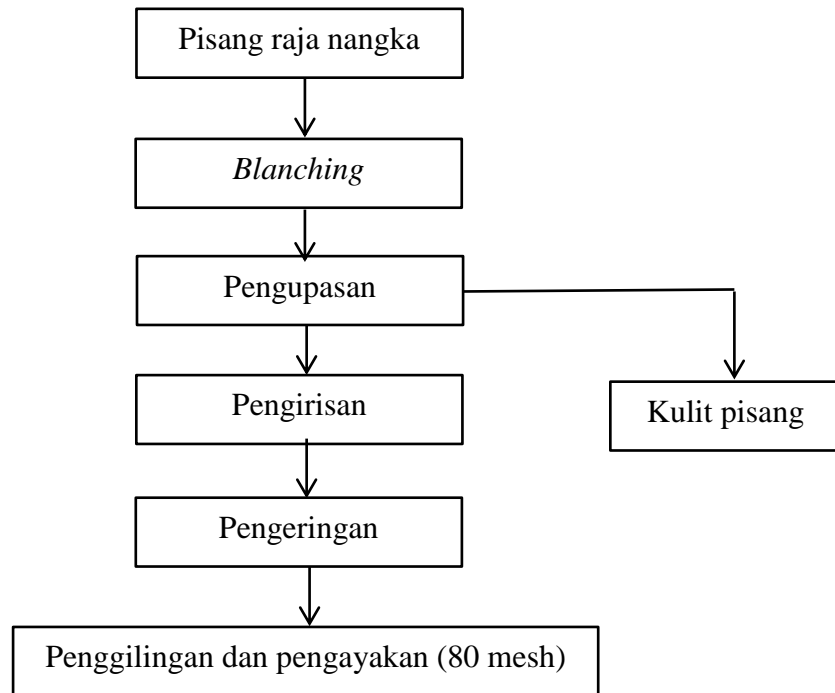 Pisang raja nangka
Blanching
Pengupasan
Pengirisan
Kulit pisang
Pengeringan
Penggilingan dan pengayakan (80 mesh)